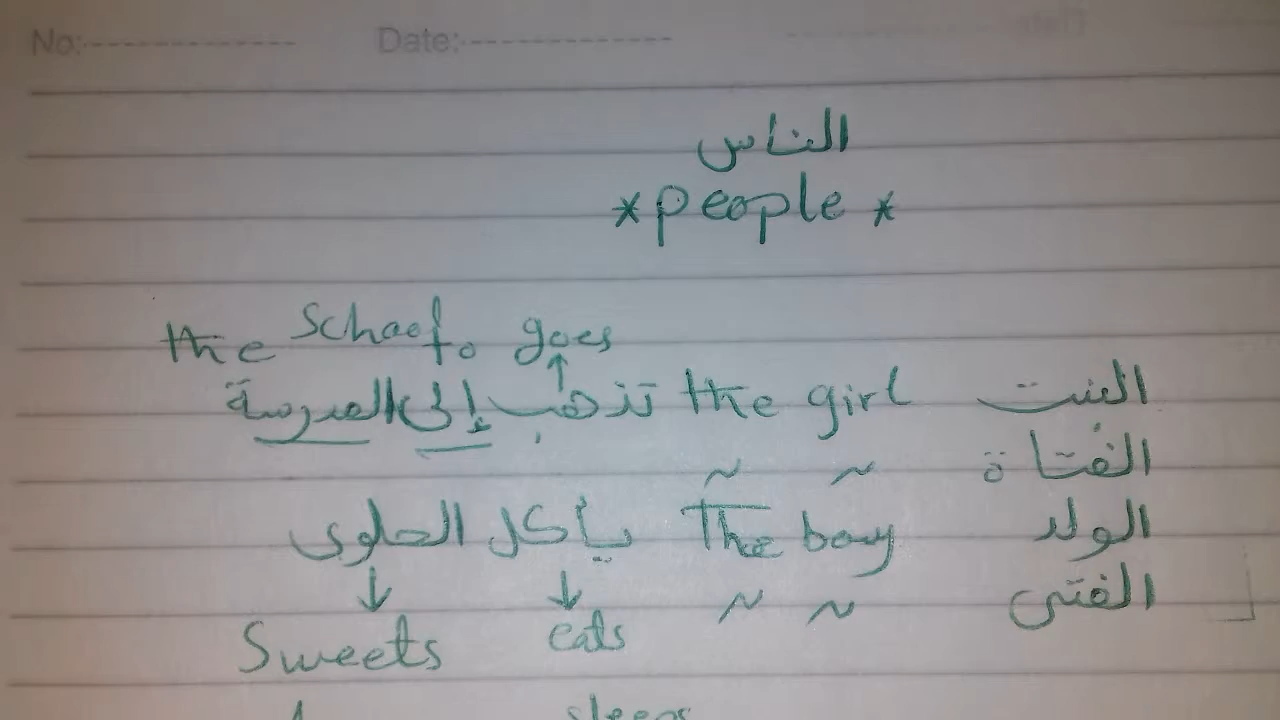 No: Date:
الناس
*people*
the School to goes
البنت the girl تذهب إلى المدرسة
الفتاة ~ ~
الولد The boy يأكل الحلوى
الفتى ~ ~
Sweets eats
sleeps